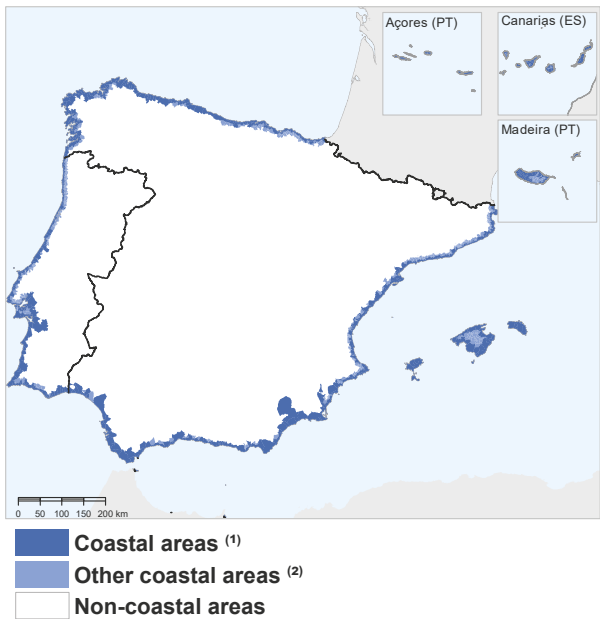 Açores (PT)
Canarias (ES)
Madeira (PT)
0 50 100 150 200 km
Coastal areas (1)
Other coastal areas (2)
Non-coastal areas